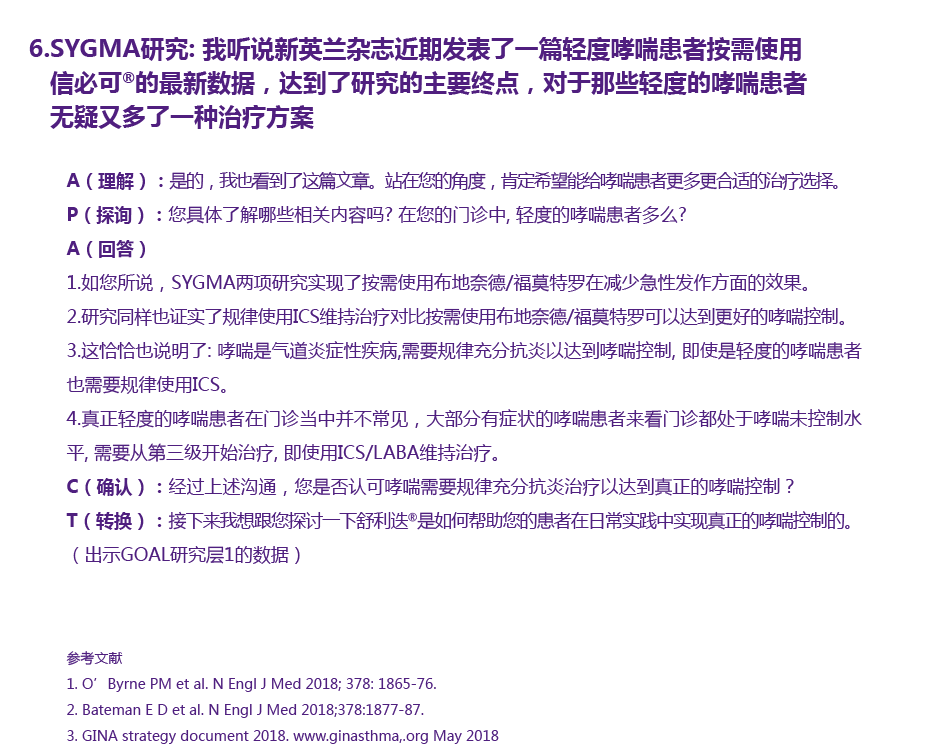 6.SYGMA研究: 我听说新英兰杂志近期发表了一篇轻度哮喘患者按需使用
信必可®的最新数据，达到了研究的主要终点，对于那些轻度的哮喘患者
无疑又多了一种治疗方案
A（理解）：是的，我也看到了这篇文章。站在您的角度，肯定希望能给哮喘患者更多更合适的治疗选择。
P（探询）：您具体了解哪些相关内容吗? 在您的门诊中, 轻度的哮喘患者多么?
A（回答）
1.如您所说，SYGMA两项研究实现了按需使用布地奈德/福莫特罗在减少急性发作方面的效果。
2.研究同样也证实了规律使用ICS维持治疗对比按需使用布地奈德/福莫特罗可以达到更好的哮喘控制。
3.这恰恰也说明了: 哮喘是气道炎症性疾病,需要规律充分抗炎以达到哮喘控制, 即使是轻度的哮喘患者
也需要规律使用ICS。
4.真正轻度的哮喘患者在门诊当中并不常见，大部分有症状的哮喘患者来看门诊都处于哮喘未控制水
平, 需要从第三级开始治疗, 即使用ICS/LABA维持治疗。
C（确认）：经过上述沟通，您是否认可哮喘需要规律充分抗炎治疗以达到真正的哮喘控制？
T（转换）：接下来我想跟您探讨一下舒利迭®是如何帮助您的患者在日常实践中实现真正的哮喘控制的。
（出示GOAL研究层1的数据）
参考文献
1. O’Byrne PM et al. N Engl J Med 2018; 378: 1865-76.
2. Bateman E D et al. N Engl J Med 2018;378:1877-87.
3. GINA strategy document 2018. www.ginasthma,.org May 2018